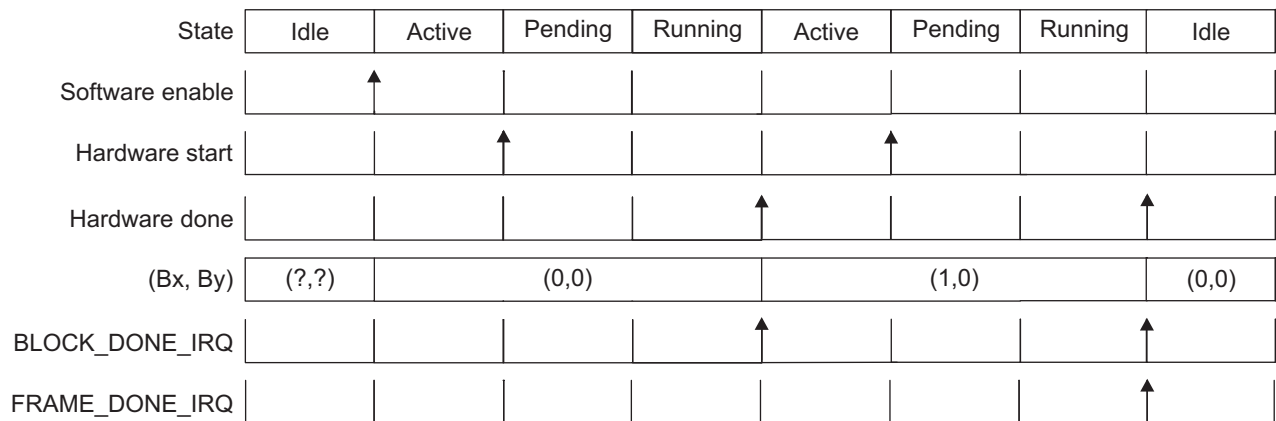 State Idle Active Pending Running Active Pending Running Idle
Software enable
Hardware start
Hardware done
(Bx, By) (?,?) (0,0) (1,0) (0,0)
BLOCK_DONE_IRQ
FRAME_DONE_IRQ